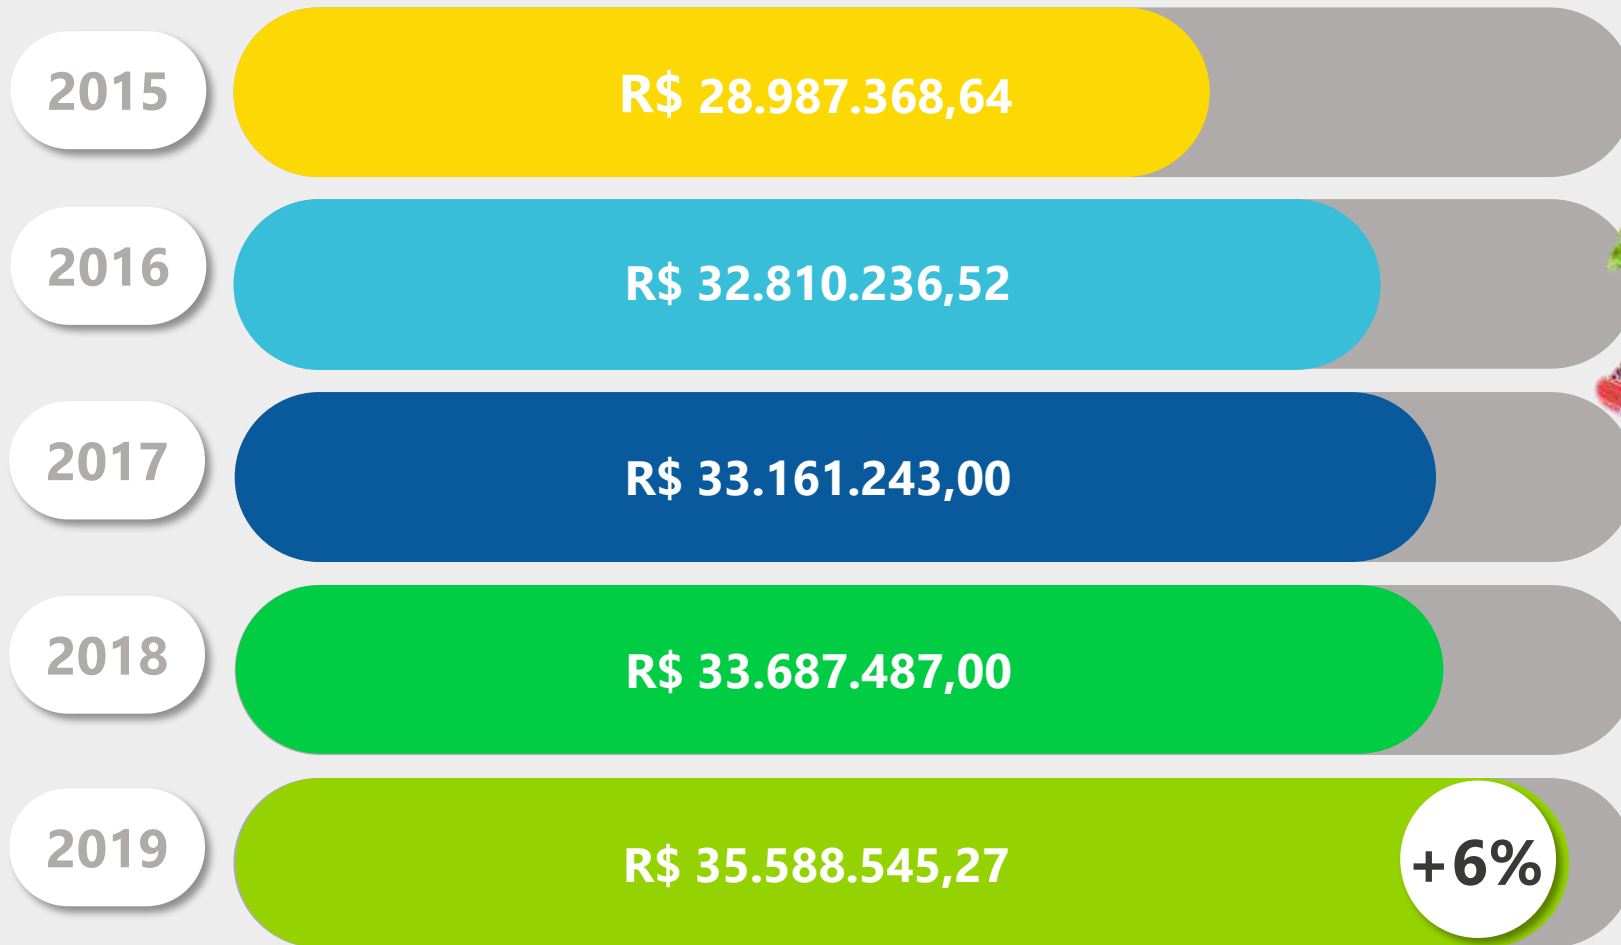 2015
R$ 28.987.368,64
2016
R$ 32.810.236,52
2017
R$ 33.161.243,00
2018
R$ 33.687.487,00
2019
R$ 35.588.545,27
+6%